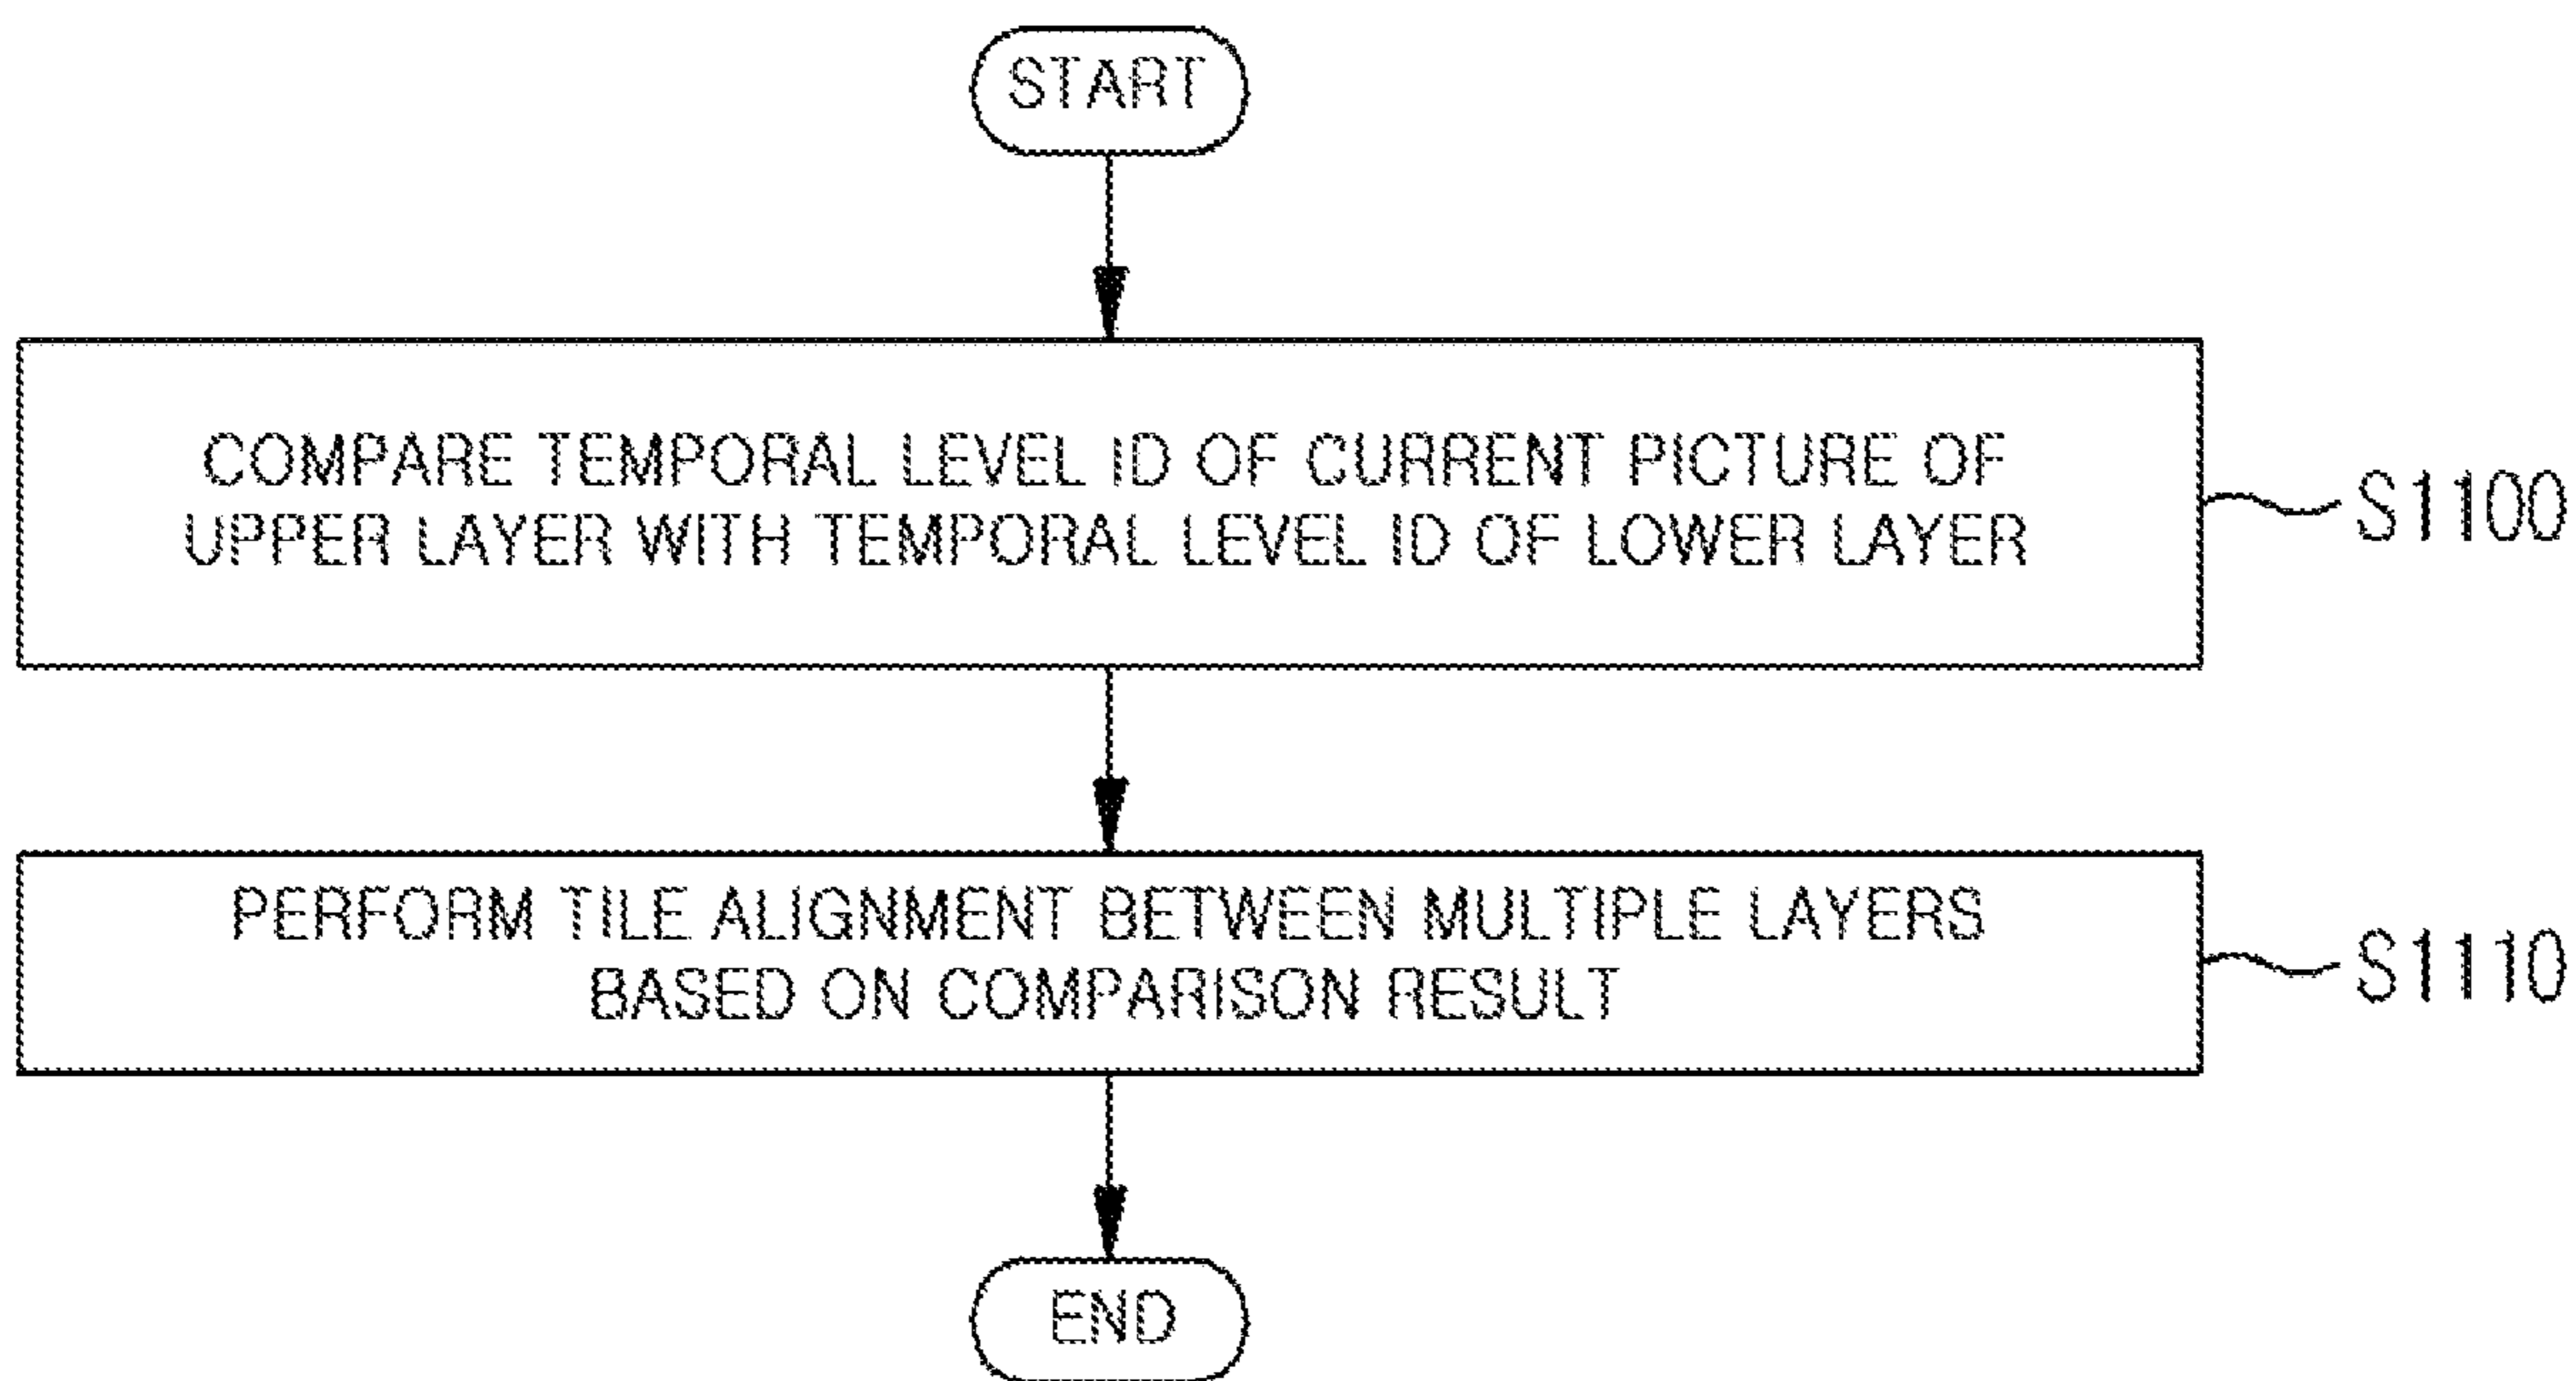 START
COMPARE TEMPORAL LEVEL ID OF CURRENT PICTURE OF
UPPER LAYER WITH TEMPORAL LEVEL ID OF LOWER LAYER
S1100
PERFORM TILE ALIGNMENT BETWEEN MULTIPLE LAYERS
BASED ON COMPARISON RESULT
S1110
END